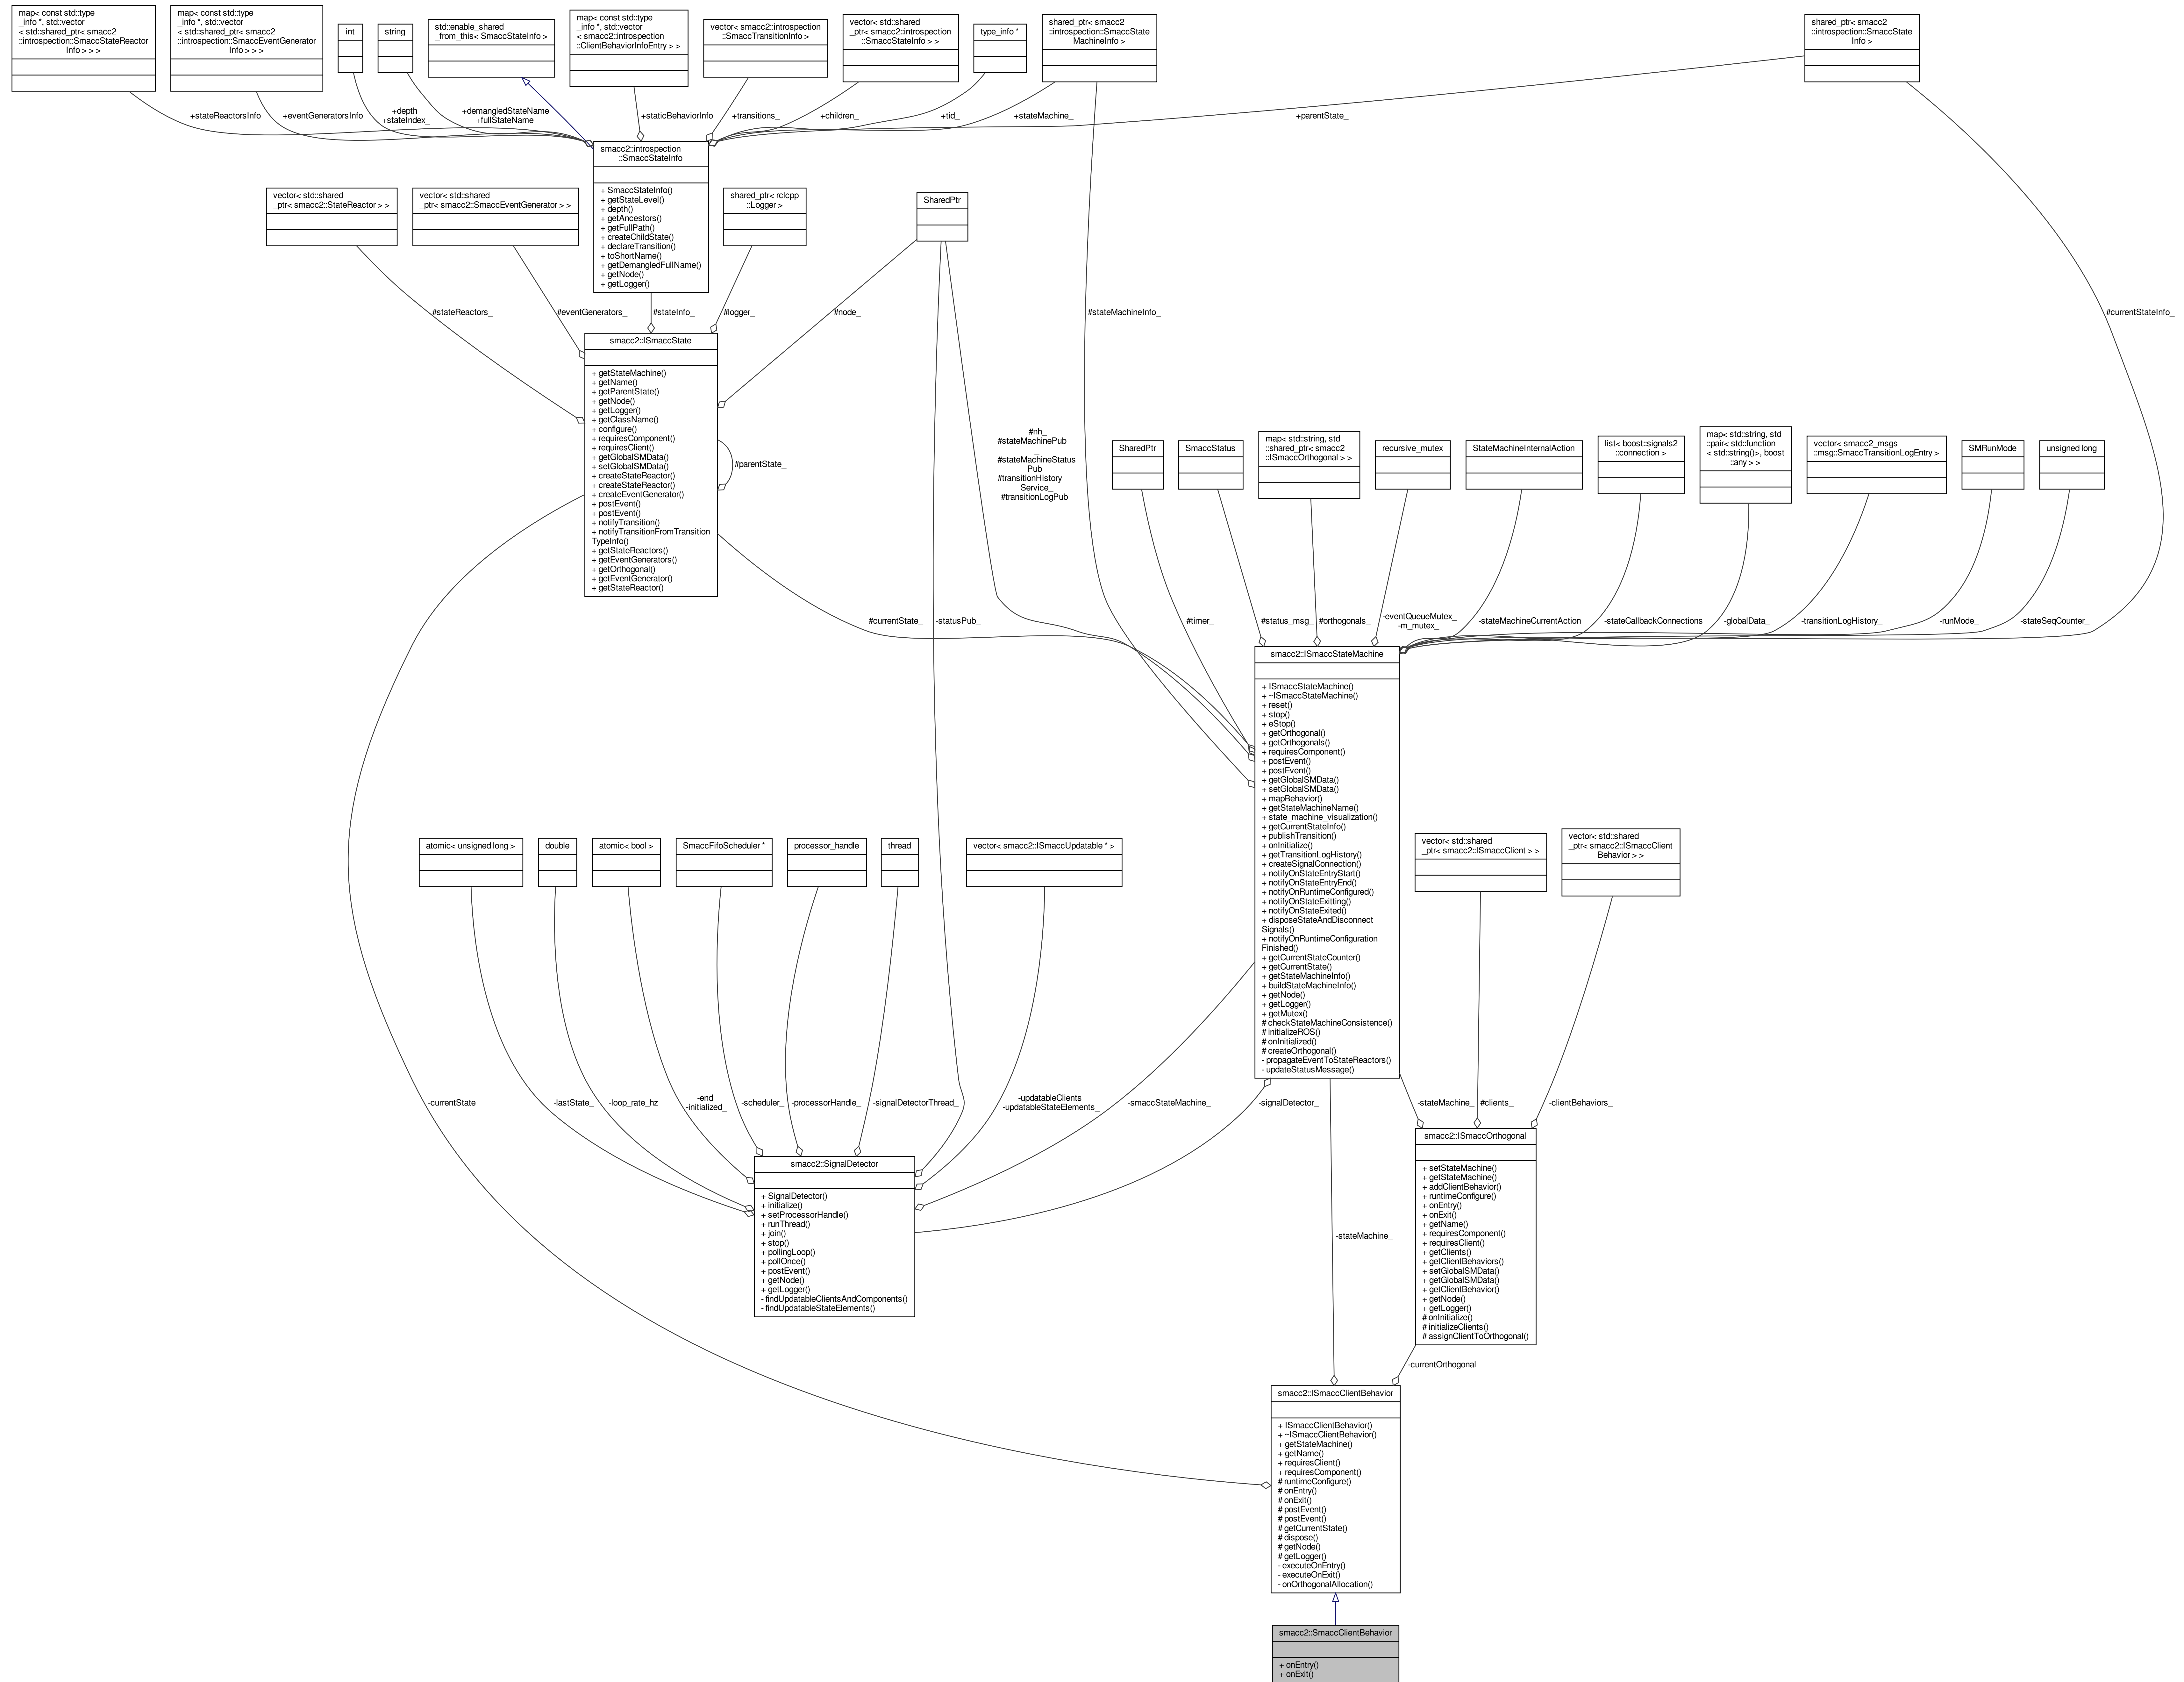 map< const std::type
_info *, std::vector
< std::shared_ptr< smacc2
::introspection::SmaccStateReactor
Info > > >
map< const std::type
_info *, std::vector
< std::shared_ptr< smacc2
::introspection::SmaccEventGenerator
Info > > >
int
string
std::enable_shared
_from_this< SmaccStateInfo >
map< const std::type
_info *, std::vector
< smacc2::introspection
::ClientBehaviorInfoEntry > >
vector< smacc2::introspection
::SmaccTransitionInfo >
vector< std::shared
_ptr< smacc2::introspection
::SmaccStateInfo > >
type_info *
shared_ptr< smacc2
::introspection::SmaccState
MachineInfo >
shared_ptr< smacc2
::introspection::SmaccState
Info >
+stateReactorsInfo
+eventGeneratorsInfo
+depth_
+stateIndex_
+demangledStateName
+fullStateName
+staticBehaviorInfo
+transitions_
+children_
+tid_
+stateMachine_
+parentState_
smacc2::introspection
::SmaccStateInfo
+ SmaccStateInfo()
+ getStateLevel()
+ depth()
+ getAncestors()
+ getFullPath()
+ createChildState()
+ declareTransition()
+ toShortName()
+ getDemangledFullName()
+ getNode()
+ getLogger()
vector< std::shared
_ptr< smacc2::StateReactor > >
vector< std::shared
_ptr< smacc2::SmaccEventGenerator > >
shared_ptr< rclcpp
::Logger >
SharedPtr
#stateReactors_
#eventGenerators_
#stateInfo_
#logger_
#node_
#stateMachineInfo_
#currentStateInfo_
smacc2::ISmaccState
+ getStateMachine()
+ getName()
+ getParentState()
+ getNode()
+ getLogger()
+ getClassName()
+ configure()
+ requiresComponent()
+ requiresClient()
+ getGlobalSMData()
+ setGlobalSMData()
+ createStateReactor()
+ createStateReactor()
+ createEventGenerator()
+ postEvent()
+ postEvent()
+ notifyTransition()
+ notifyTransitionFromTransition
TypeInfo()
+ getStateReactors()
+ getEventGenerators()
+ getOrthogonal()
+ getEventGenerator()
+ getStateReactor()
#parentState_
#nh_
#stateMachinePub
_
#stateMachineStatus
Pub_
#transitionHistory
Service_
#transitionLogPub_
SharedPtr
SmaccStatus
map< std::string, std
::shared_ptr< smacc2
::ISmaccOrthogonal > >
recursive_mutex
StateMachineInternalAction
list< boost::signals2
::connection >
map< std::string, std
::pair< std::function
< std::string()>, boost
::any > >
vector< smacc2_msgs
::msg::SmaccTransitionLogEntry >
SMRunMode
unsigned long
#currentState_
-statusPub_
#timer_
#status_msg_
#orthogonals_
-eventQueueMutex_
-m_mutex_
-stateMachineCurrentAction
-stateCallbackConnections
-globalData_
-transitionLogHistory_
-runMode_
-stateSeqCounter_
smacc2::ISmaccStateMachine
+ ISmaccStateMachine()
+ ~ISmaccStateMachine()
+ reset()
+ stop()
+ eStop()
+ getOrthogonal()
+ getOrthogonals()
+ requiresComponent()
+ postEvent()
+ postEvent()
+ getGlobalSMData()
+ setGlobalSMData()
+ mapBehavior()
+ getStateMachineName()
+ state_machine_visualization()
+ getCurrentStateInfo()
+ publishTransition()
+ onInitialize()
+ getTransitionLogHistory()
+ createSignalConnection()
+ notifyOnStateEntryStart()
+ notifyOnStateEntryEnd()
+ notifyOnRuntimeConfigured()
+ notifyOnStateExitting()
+ notifyOnStateExited()
+ disposeStateAndDisconnect
Signals()
+ notifyOnRuntimeConfiguration
Finished()
+ getCurrentStateCounter()
+ getCurrentState()
+ getStateMachineInfo()
+ buildStateMachineInfo()
+ getNode()
+ getLogger()
+ getMutex()
# checkStateMachineConsistence()
# initializeROS()
# onInitialized()
# createOrthogonal()
- propagateEventToStateReactors()
- updateStatusMessage()
atomic< unsigned long >
double
atomic< bool >
SmaccFifoScheduler *
processor_handle
thread
vector< smacc2::ISmaccUpdatable * >
vector< std::shared
_ptr< smacc2::ISmaccClient > >
vector< std::shared
_ptr< smacc2::ISmaccClient
Behavior > >
-currentState
-lastState_
-loop_rate_hz
-end_
-initialized_
-scheduler_
-processorHandle_
-signalDetectorThread_
-updatableClients_
-updatableStateElements_
-smaccStateMachine_
-signalDetector_
-stateMachine_
#clients_
-clientBehaviors_
smacc2::SignalDetector
+ SignalDetector()
+ initialize()
+ setProcessorHandle()
+ runThread()
+ join()
+ stop()
+ pollingLoop()
+ pollOnce()
+ postEvent()
+ getNode()
+ getLogger()
- findUpdatableClientsAndComponents()
- findUpdatableStateElements()
smacc2::ISmaccOrthogonal
+ setStateMachine()
+ getStateMachine()
+ addClientBehavior()
+ runtimeConfigure()
+ onEntry()
+ onExit()
+ getName()
+ requiresComponent()
+ requiresClient()
+ getClients()
+ getClientBehaviors()
+ setGlobalSMData()
+ getGlobalSMData()
+ getClientBehavior()
+ getNode()
+ getLogger()
# onInitialize()
# initializeClients()
# assignClientToOrthogonal()
-stateMachine_
-currentOrthogonal
smacc2::ISmaccClientBehavior
+ ISmaccClientBehavior()
+ ~ISmaccClientBehavior()
+ getStateMachine()
+ getName()
+ requiresClient()
+ requiresComponent()
# runtimeConfigure()
# onEntry()
# onExit()
# postEvent()
# postEvent()
# getCurrentState()
# dispose()
# getNode()
# getLogger()
- executeOnEntry()
- executeOnExit()
- onOrthogonalAllocation()
smacc2::SmaccClientBehavior
+ onEntry()
+ onExit()